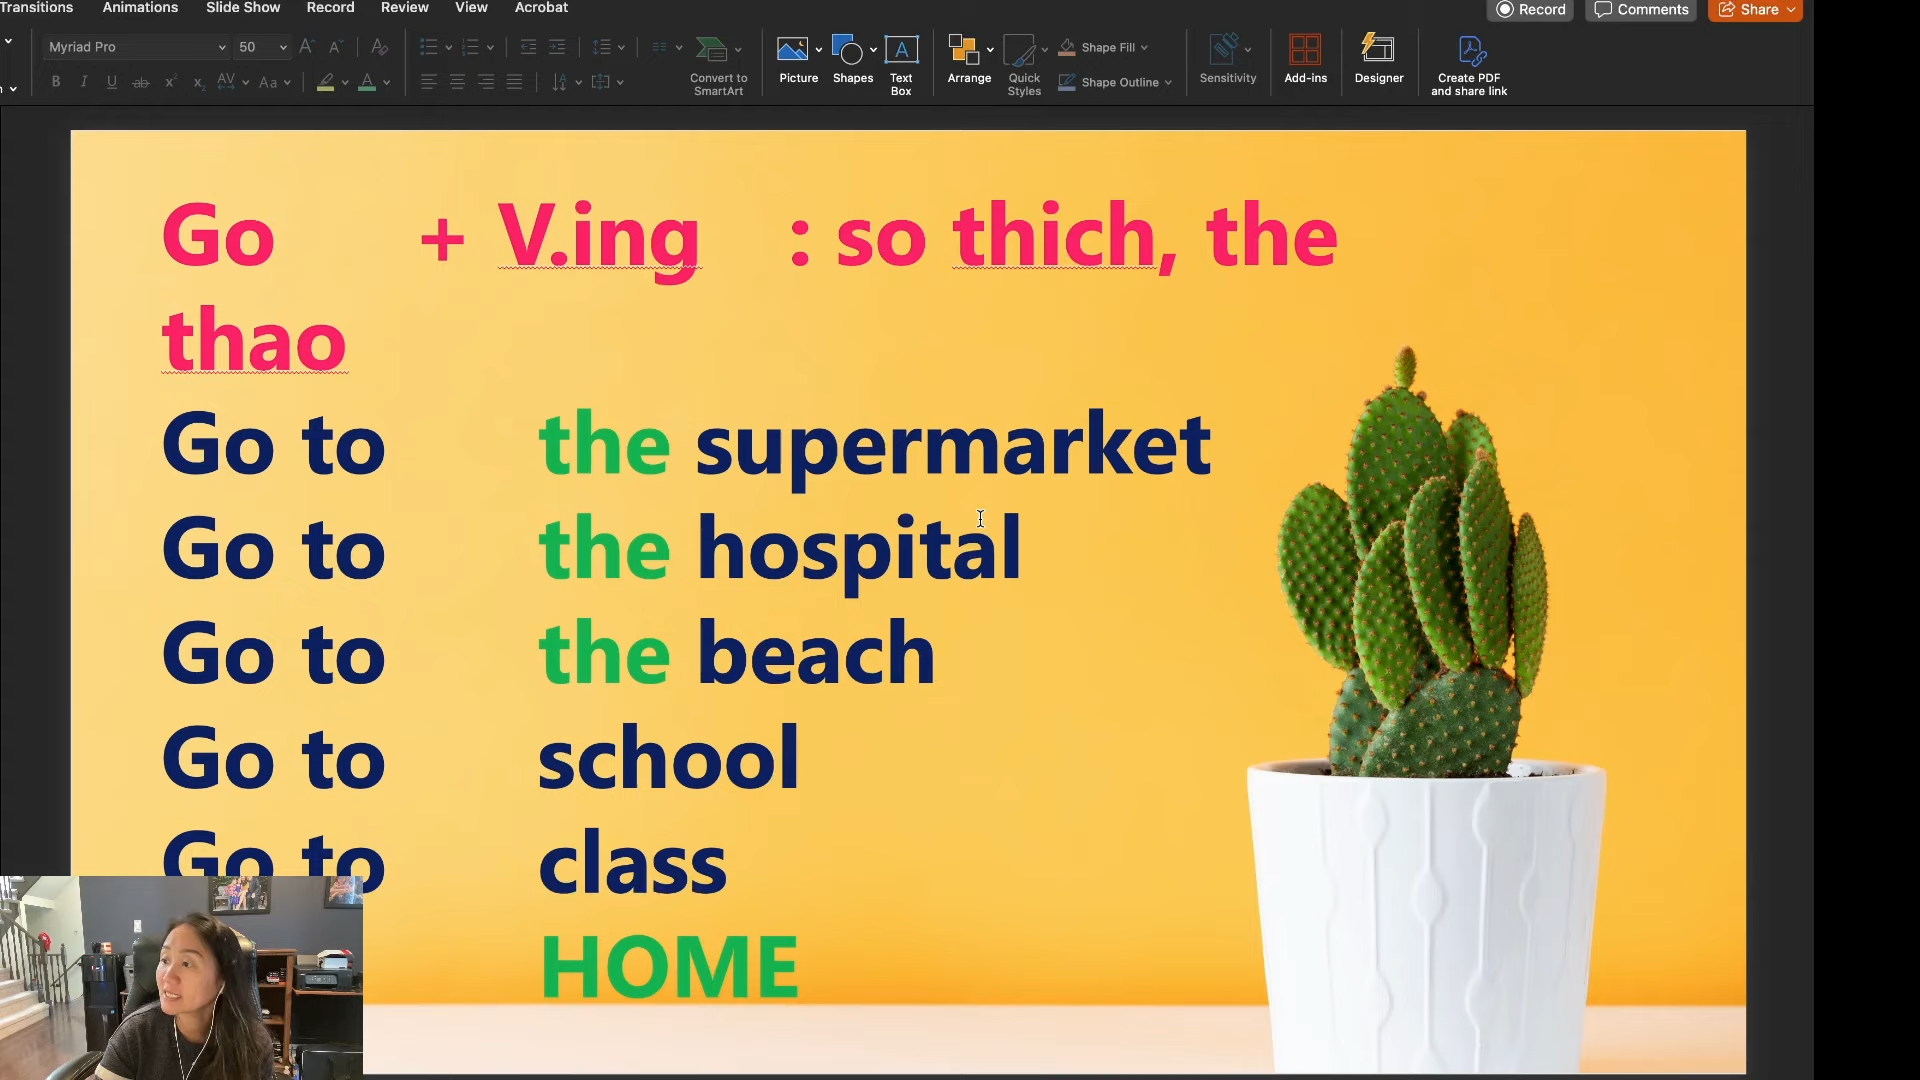 Transitions Animations Slide Show Record Review View Acrobat Record Comments Share
Myriad Pro 50
Convert to SmartArt
Picture Shapes Text Box Arrange Quick Styles Shape Fill Shape Outline Sensitivity Add-ins Designer Create PDF and share link
Go + V.ing : so thich, the
thao
Go to the supermarket
Go to the hospital
Go to the beach
Go to school
Go to class
HOME